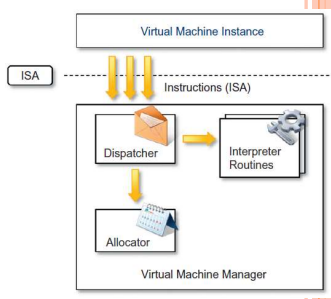 Virtual Machine Instance
ISA
Instructions (ISA)
Dispatcher
Interpreter
Routines
Allocator
Virtual Machine Manager